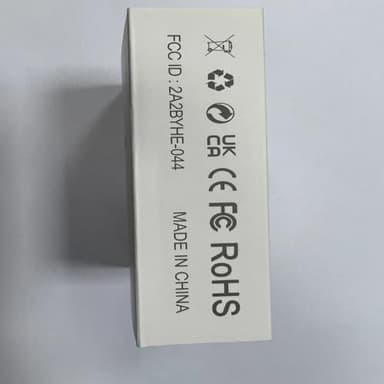 UK CA CE FC RoHS
FCC ID : 2A2BYHE-044 MADE IN CHINA